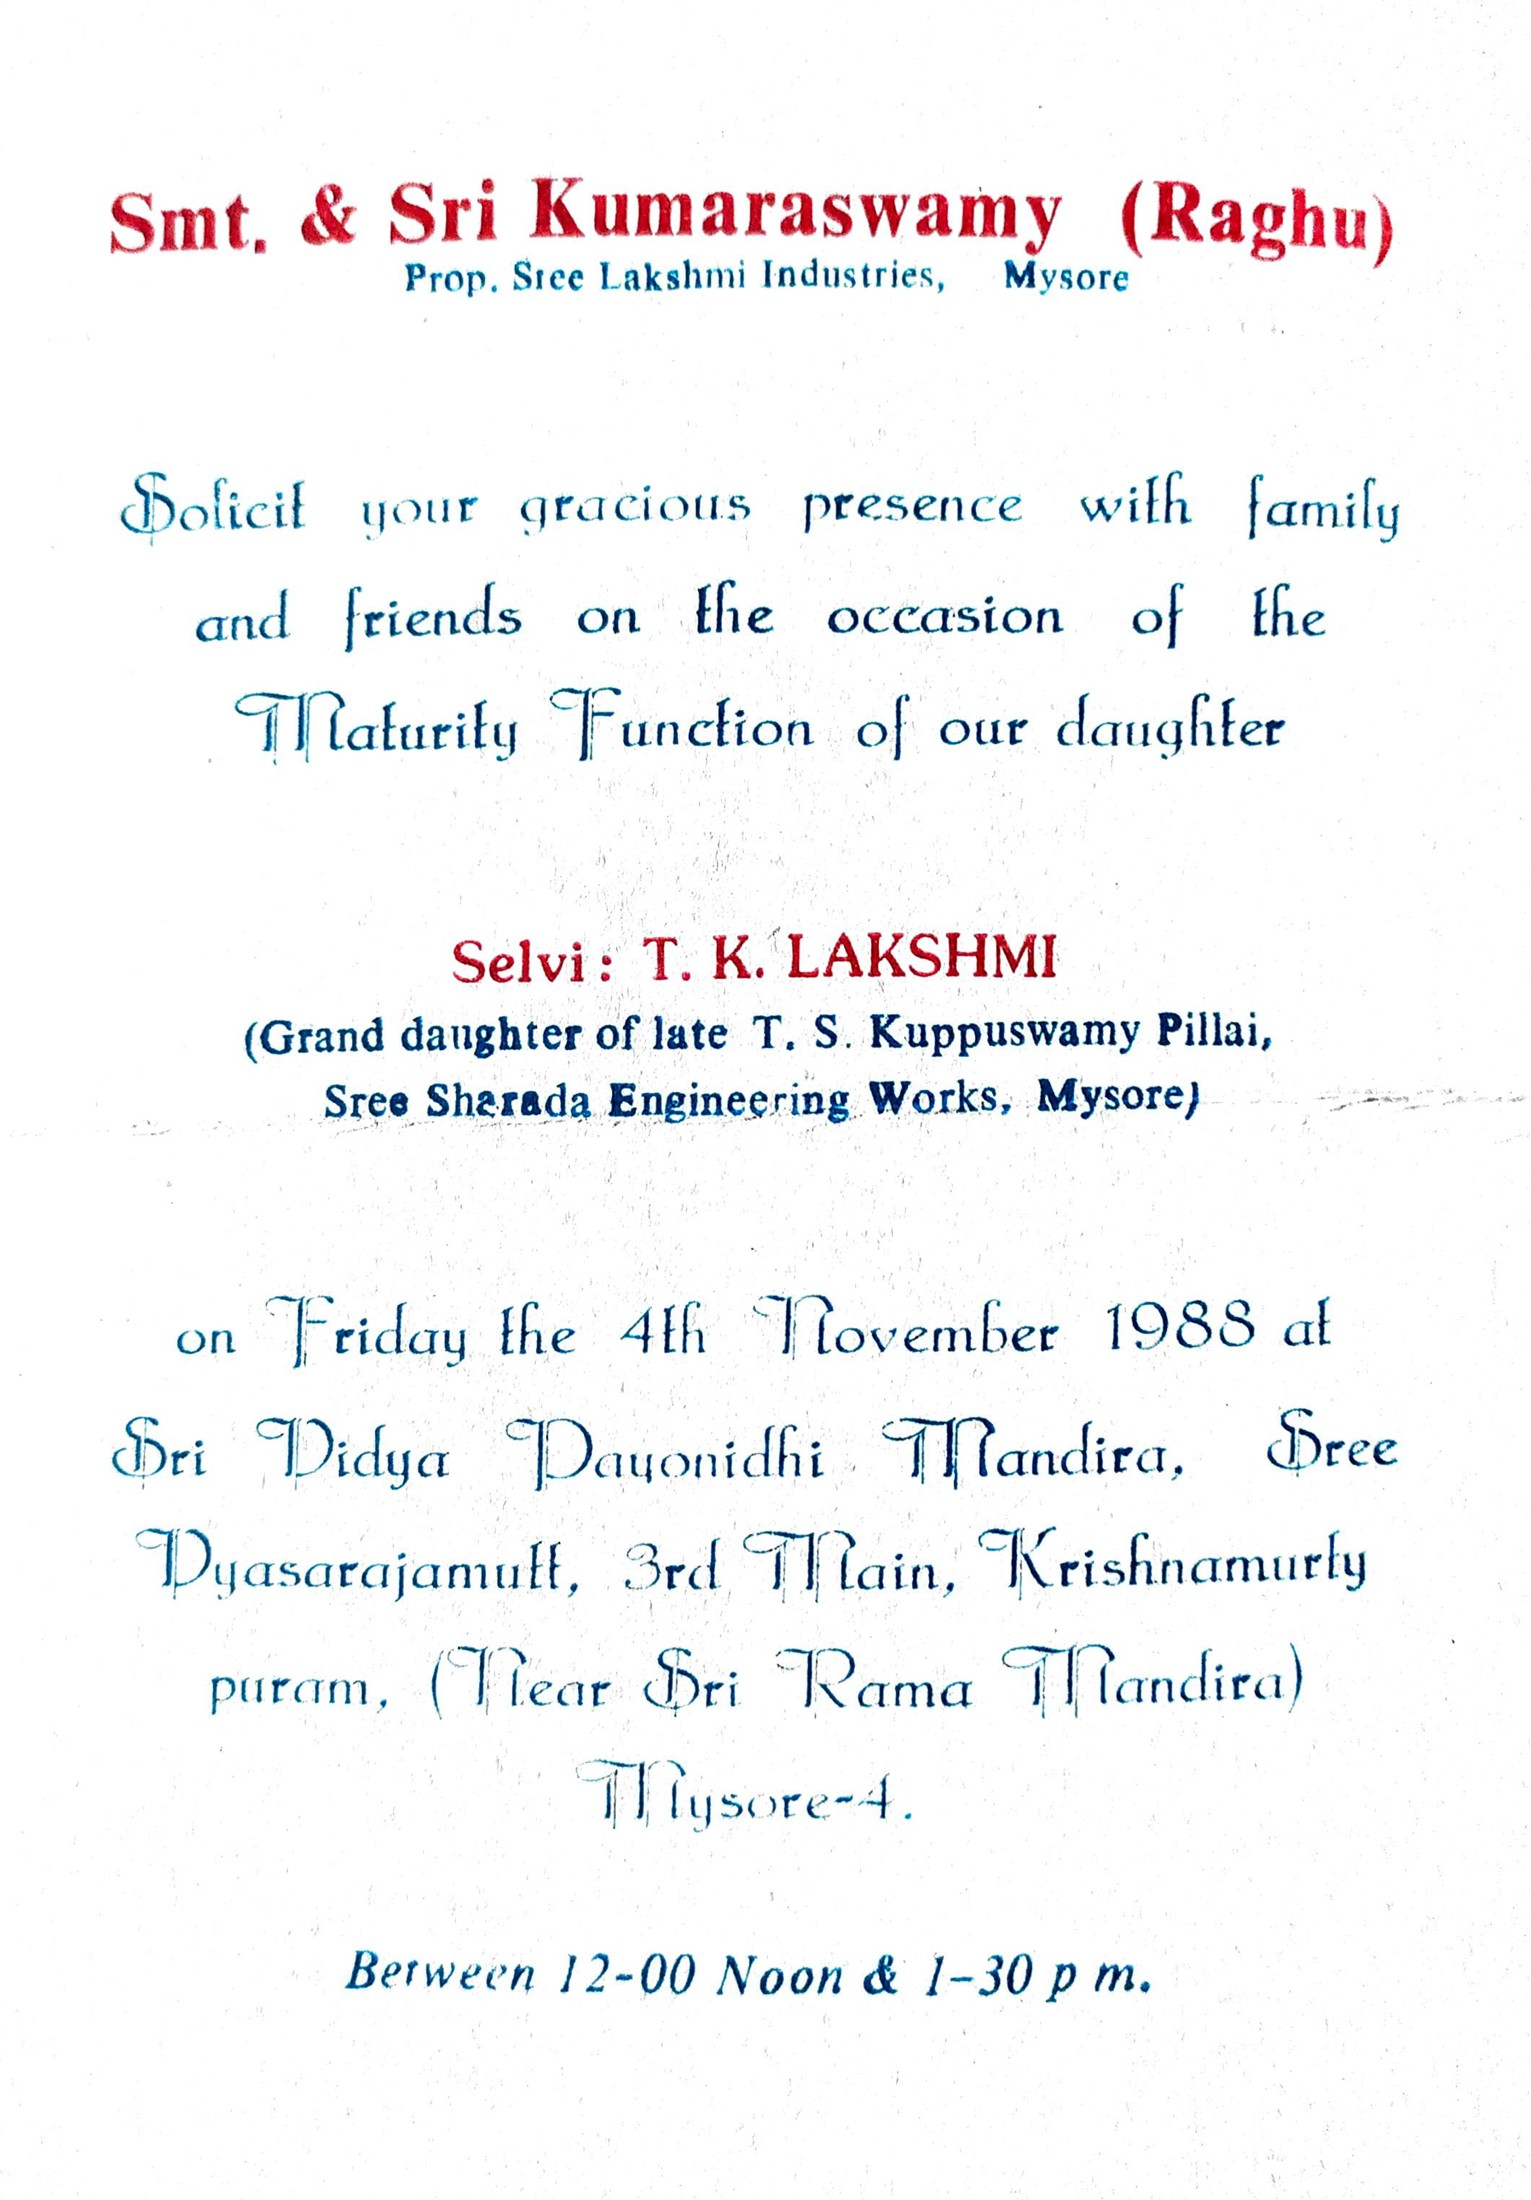 Smt. & Sri Kumaraswamy (Raghu)
Prop. Sree Lakshmi Industries, Mysore
Solicit your gracious presence with family
and friends on the occasion of the
Maturity Function of our daughter
Selvi: T. K. LAKSHMI
(Grand daughter of late T. S. Kuppuswamy Pillai,
Sree Sharada Engineering Works, Mysore)
on Friday the 4th November 1988 at
Sri Vidya Payonidhi Mandira, Sree
Vyasarajamutt, 3rd Main, Krishnamurty
puram, (Near Sri Rama Mandira)
Mysore-4.
Between 12-00 Noon & 1-30 p m.